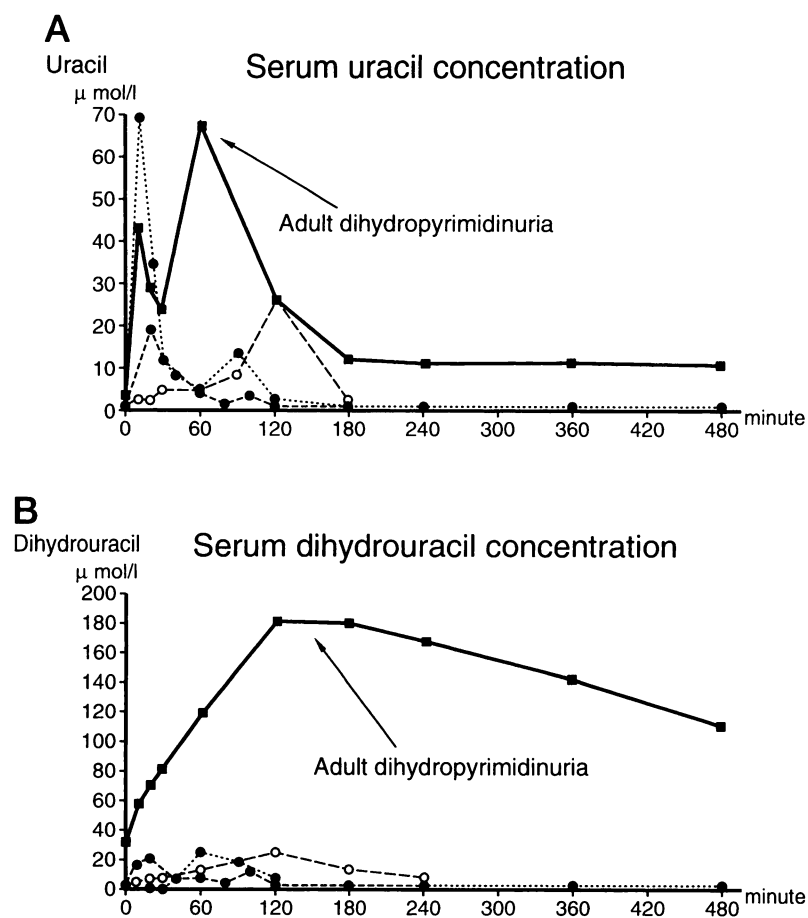 A
Uracil
Serum uracil concentration
μ mol/l
70
60
50
40
30
20
10
0
Adult dihydropyrimidinuria
0 60 120 180 240 300 360 420 480 minute
B
Dihydrouracil
Serum dihydrouracil concentration
μ mol/l
200
180
160
140
120
100
80
60
40
20
0
Adult dihydropyrimidinuria
0 60 120 180 240 300 360 420 480 minute